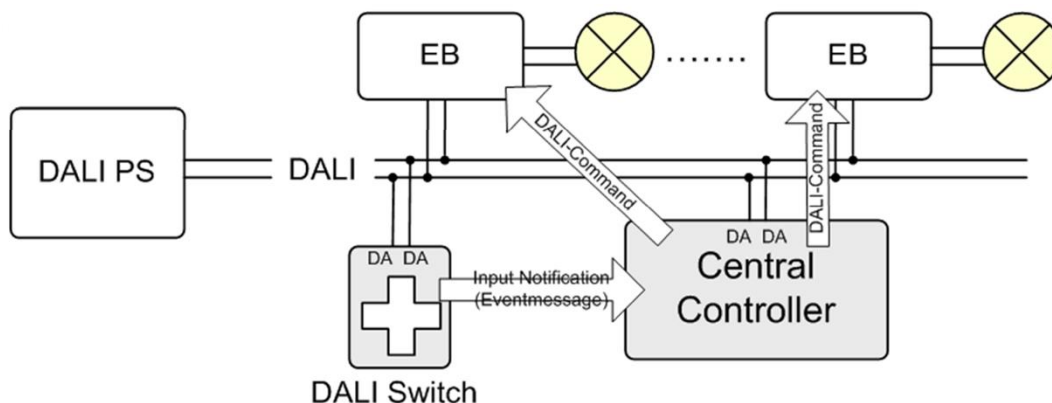 EB
.......
EB
DALI PS
DALI
DALI-Command
DALI-Command
DA DA
DA DA
Input Notification
(Eventmessage)
Central
Controller
DALI Switch